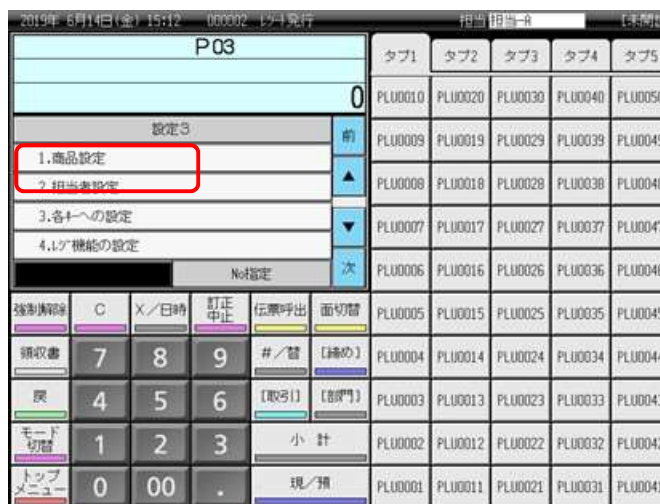 2019年 6月14日(金) 15:12 000002 ﾚｼｰﾄ発行 担当 担当-A
P03
0
設定3
前
1.商品設定
2.担当者設定
3.各ｷｰへの設定
4.ﾚｼﾞ機能の設定
No指定
次
タブ1 タブ2 タブ3 タブ4 タブ5
PLU0010 PLU0020 PLU0030 PLU0040
PLU0009 PLU0019 PLU0029 PLU0039
PLU0008 PLU0018 PLU0028 PLU0038
PLU0007 PLU0017 PLU0027 PLU0037
PLU0006 PLU0016 PLU0026 PLU0036
強制解除 C X/日時 訂正中止 伝票呼出 面切替 PLU0005 PLU0015 PLU0025 PLU0035
領収書 7 8 9 #/替 [締め] PLU0004 PLU0014 PLU0024 PLU0034
戻 4 5 6 [取引] [部門] PLU0003 PLU0013 PLU0023 PLU0033
モード切替 1 2 3 小 計 PLU0002 PLU0012 PLU0022 PLU0032
トップメニュー 0 00 . 現/預 PLU0001 PLU0011 PLU0021 PLU0031